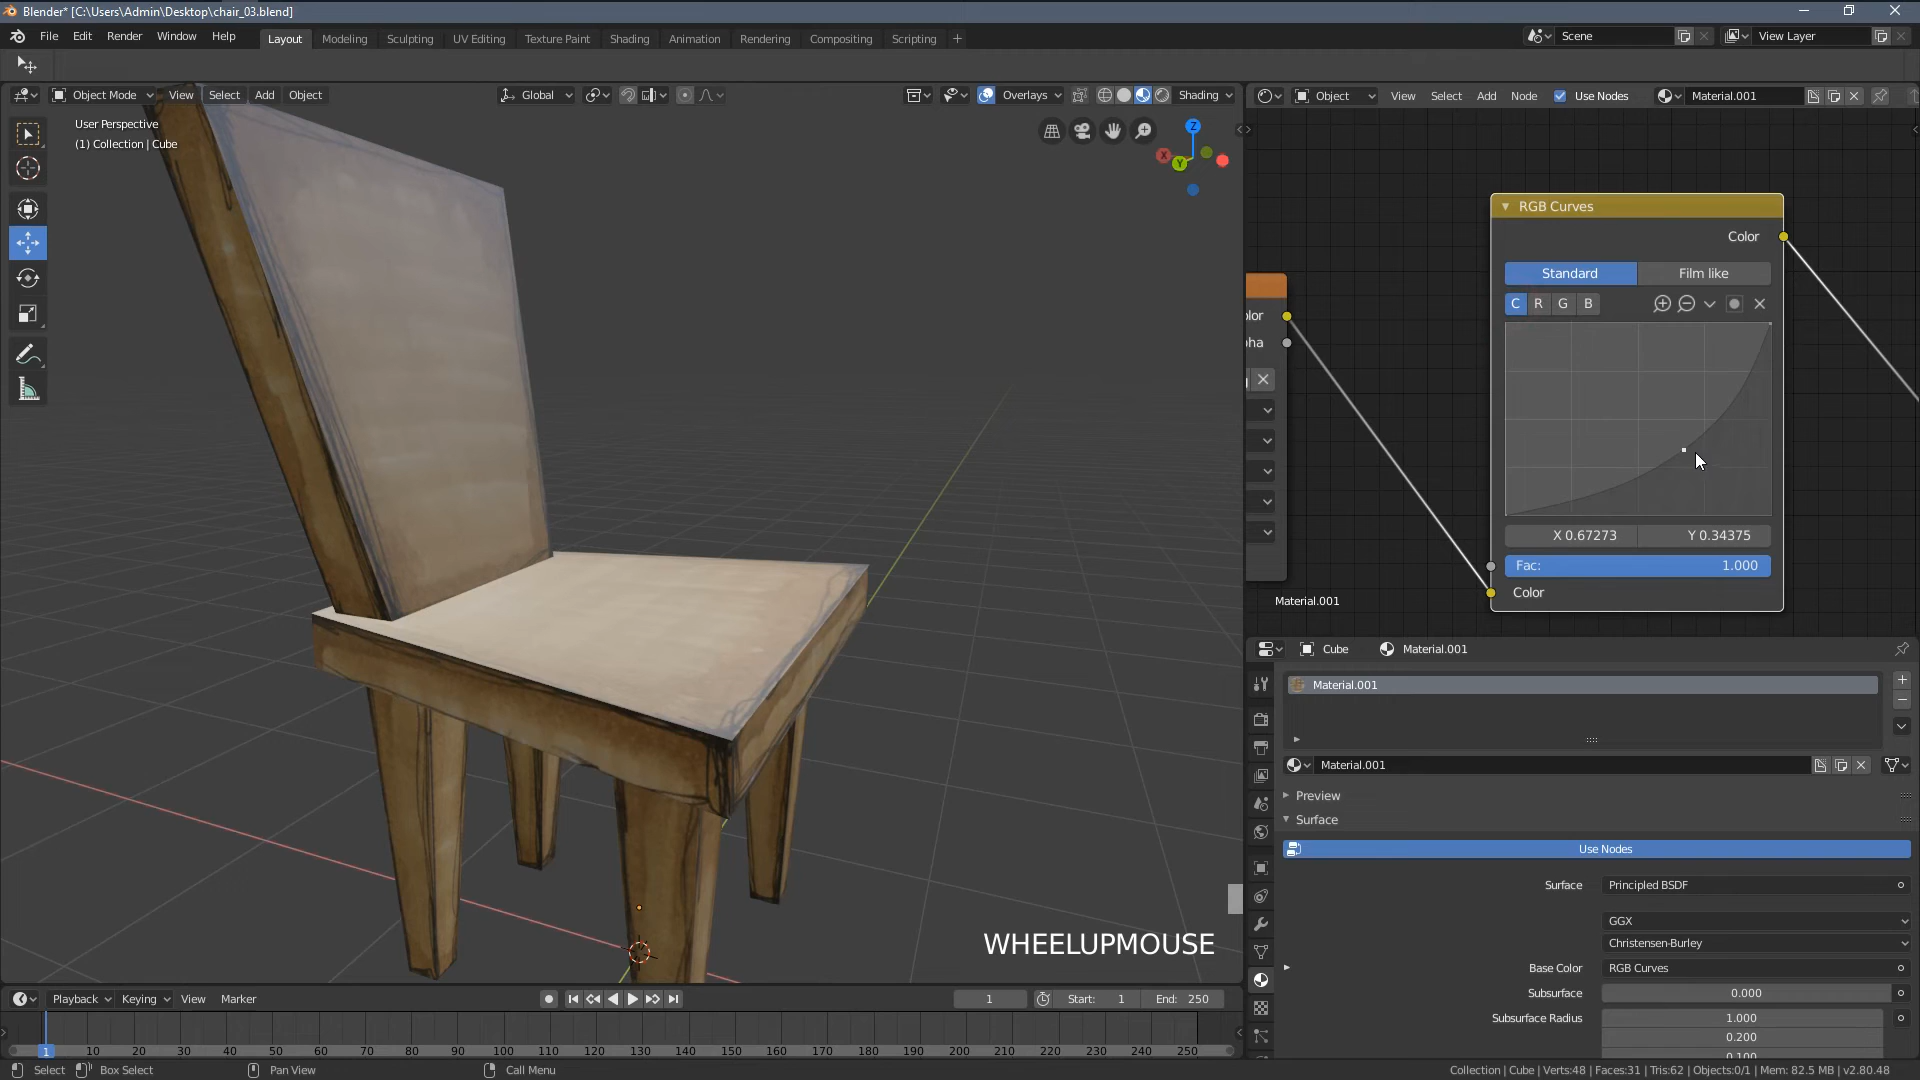 Blender* [C:\Users\Admin\Desktop\chair_03.blend]
File Edit Render Window Help
Layout Modeling Sculpting UV Editing Texture Paint Shading Animation Rendering Compositing Scripting +
Scene
View Layer
Object Mode View Select Add Object
Global
Overlays
Shading
Object View Select Add Node Use Nodes
Material.001
User Perspective
(1) Collection | Cube
Z
X
Y
RGB Curves
Color
Standard Film like
C R G B
X 0.67273 Y 0.34375
Fac: 1.000
Color
Material.001
Cube Material.001
Material.001
Material.001
Preview
Surface
Use Nodes
Surface Principled BSDF
GGX
Christensen-Burley
Base Color RGB Curves
Subsurface 0.000
Subsurface Radius 1.000
0.200
0.100
WHEELUPMOUSE
Playback Keying View Marker
1
Start: 1 End: 250
1 10 20 30 40 50 60 70 80 90 100 110 120 130 140 150 160 170 180 190 200 210 220 230 240 250
Select Box Select Pan View Call Menu
Collection | Cube | Verts:48 | Faces:31 | Tris:62 | Objects:0/1 | Mem: 82.5 MB | v2.80.48